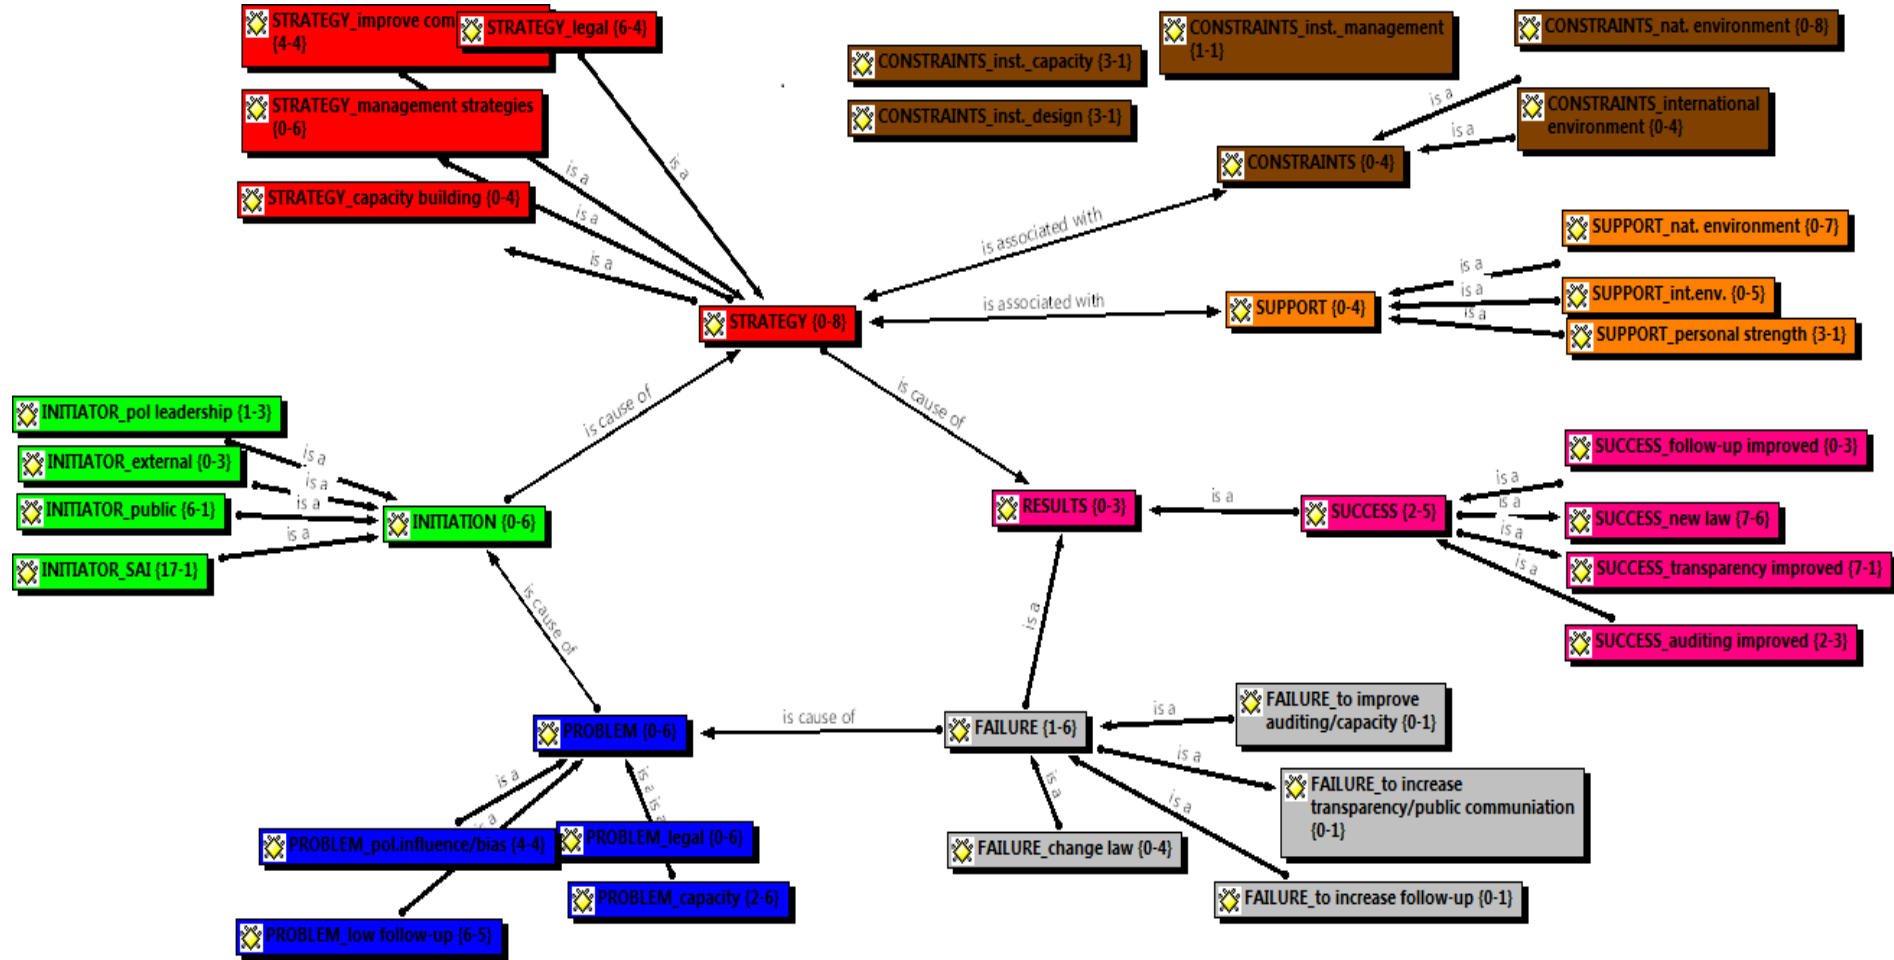 STRATEGY_improve com
{4-4}
STRATEGY_legal {6-4}
STRATEGY_management strategies
{0-6}
STRATEGY_capacity building {0-4}
CONSTRAINTS_inst._capacity {3-1}
CONSTRAINTS_inst._design {3-1}
CONSTRAINTS_inst._management
{1-1}
CONSTRAINTS_nat. environment {0-8}
CONSTRAINTS_international
environment {0-4}
CONSTRAINTS {0-4}
is a
is a
is a
is a
is a
is a
is associated with
is associated with
STRATEGY {0-8}
SUPPORT {0-4}
SUPPORT_nat. environment {0-7}
SUPPORT_int.env. {0-5}
SUPPORT_personal strength {3-1}
is a
is a
is a
is cause of
is cause of
INITIATOR_pol leadership {1-3}
INITIATOR_external {0-3}
INITIATOR_public {6-1}
INITIATOR_SAI {17-1}
is a
is a
is a
is a
INITIATION {0-6}
RESULTS {0-3}
is a
SUCCESS {2-5}
is a
is a
is a
is a
SUCCESS_follow-up improved {0-3}
SUCCESS_new law {7-6}
SUCCESS_transparency improved {7-1}
SUCCESS_auditing improved {2-3}
is cause of
is a
PROBLEM {0-6}
is cause of
FAILURE {1-6}
is a
is a
is a
is a
FAILURE_to improve
auditing/capacity {0-1}
FAILURE_to increase
transparency/public communiation
{0-1}
FAILURE_change law {0-4}
FAILURE_to increase follow-up {0-1}
is a
is a
is a
is a
PROBLEM_pol.influence/bias {4-4}
PROBLEM_legal {0-6}
PROBLEM_capacity {2-6}
PROBLEM_low follow-up {6-5}